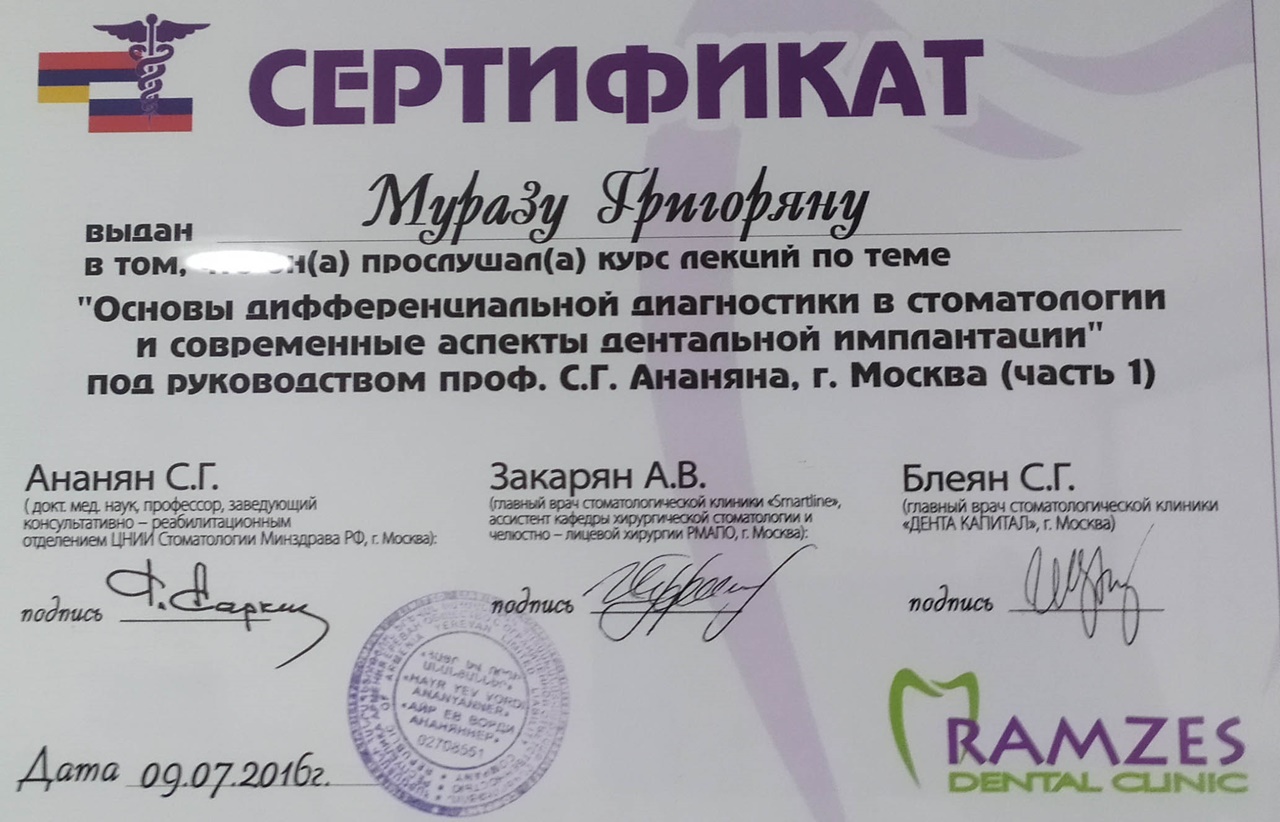 СЕРТИФИКАТ
Муразу Григоряну
выдан
в том, он(а) прослушал(а) курс лекций по теме
"Основы дифференциальной диагностики в стоматологии
и современные аспекты дентальной имплантации"
под руководством проф. С.Г. Ананяна, г. Москва (часть 1)
Ананян С.Г.
( докт. мед. наук, профессор, заведующий
консультативно – реабилитационным
отделением ЦНИИ Стоматологии Минздрава РФ, г. Москва):
подпись
Закарян А.В.
(главный врач стоматологической клиники «Smartline»,
ассистент кафедры хирургической стоматологии и
челюстно – лицевой хирургии РМАПО, г. Москва):
подпись
Блеян С.Г.
(главный врач стоматологической клиники
«ДЕНТА КАПИТАЛ», г. Москва)
подпись
«HAYR YEV VORDI
ANANYANNER»
«АЙР ЕВ ВОРДИ
АНАНЯННЕР»
02708551
Дата 09.07.2016г.
RAMZES
DENTAL CLINIC